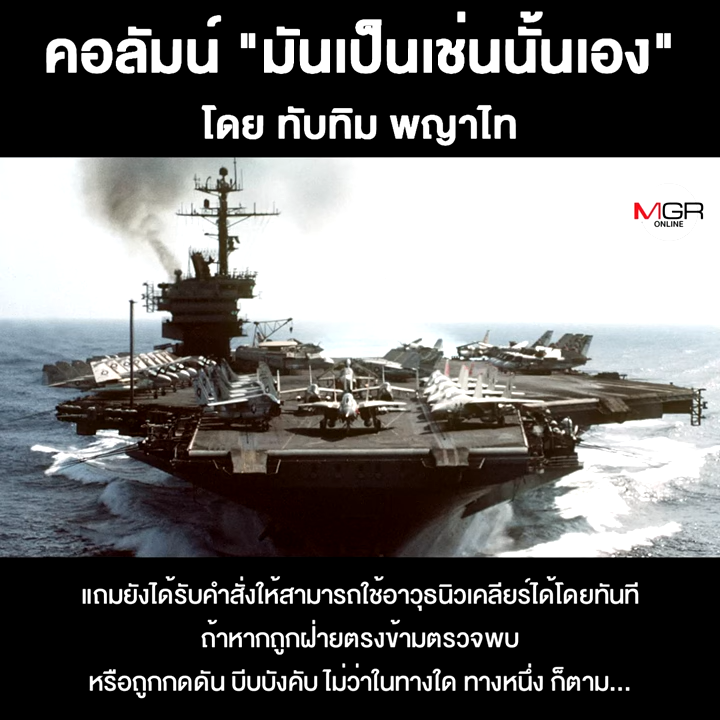 คอลัมน์ "มันเป็นเช่นนั้นเอง"
โดย ทับทิม พญาไท
MGR
ONLINE
แถมยังได้รับคำสั่งให้สามารถใช้อาวุธนิวเคลียร์ได้โดยทันที
ถ้าหากถูกฝ่ายตรงข้ามตรวจพบ
หรือถูกกดดัน บีบบังคับ ไม่ว่าในทางใด ทางหนึ่ง ก็ตาม...